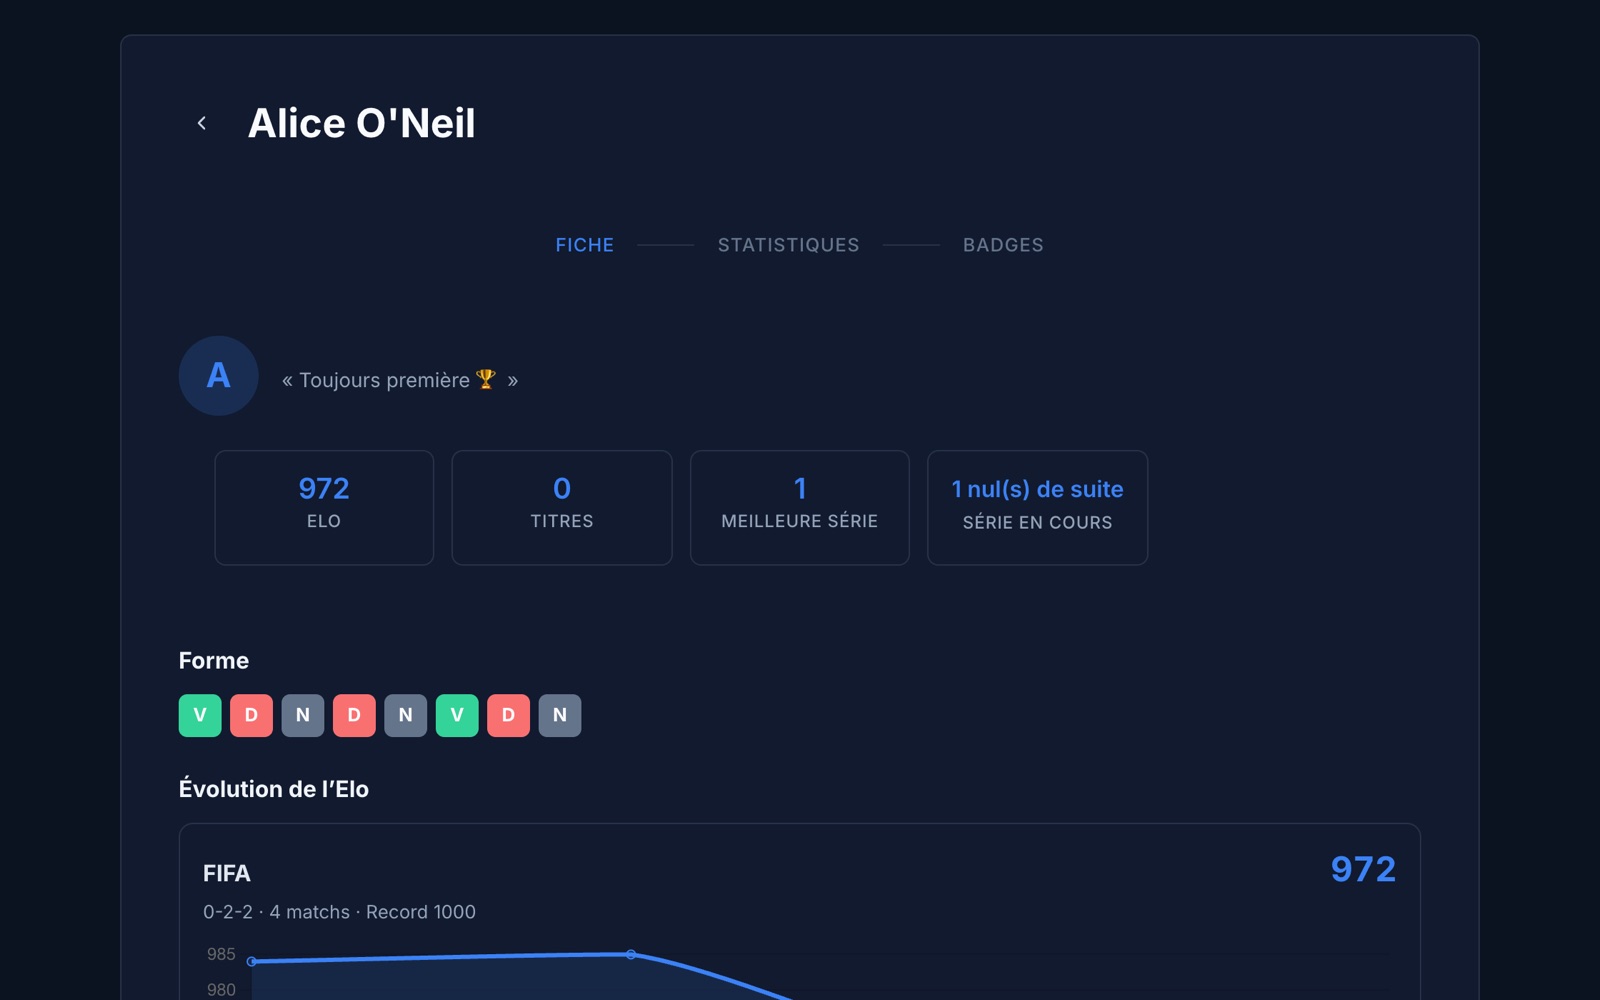 Alice O'Neil
FICHE STATISTIQUES BADGES
A
« Toujours première 🏆 »
972
ELO
0
TITRES
1
MEILLEURE SÉRIE
1 nul(s) de suite
SÉRIE EN COURS
Forme
V D N D N V D N
Évolution de l’Elo
FIFA
972
0-2-2 · 4 matchs · Record 1000
985
980